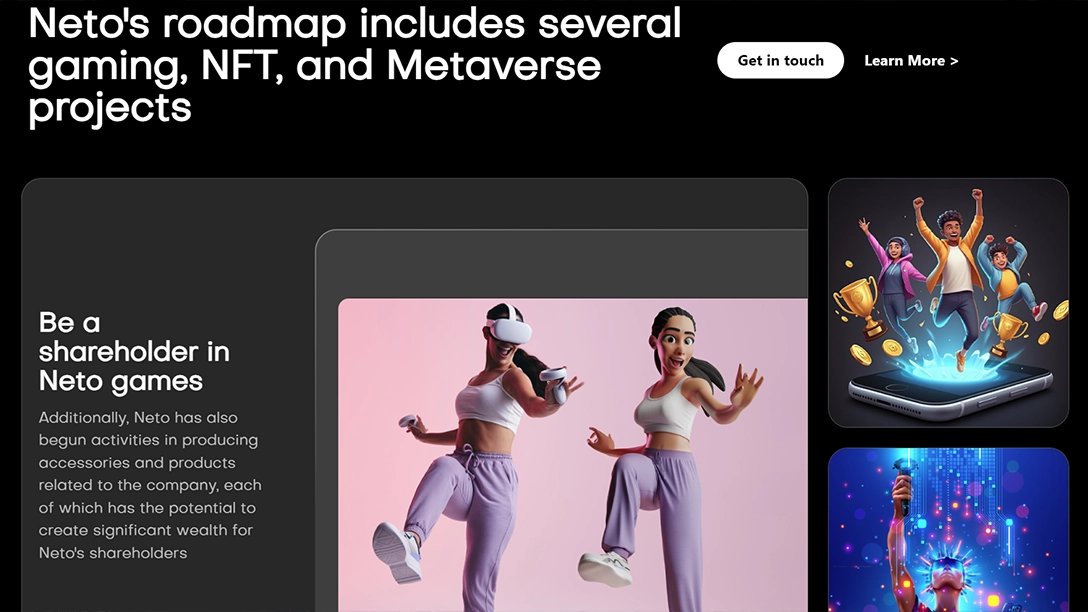 Neto's roadmap includes several
gaming, NFT, and Metaverse
projects
Get in touch
Learn More >
Be a
shareholder in
Neto games
Additionally, Neto has also
begun activities in producing
accessories and products
related to the company, each
of which has the potential to
create significant wealth for
Neto's shareholders